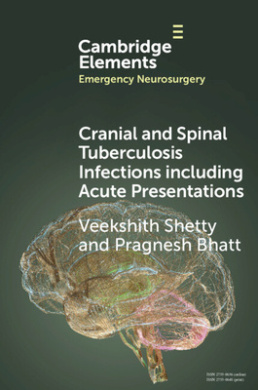 Cambridge
Elements
Emergency Neurosurgery
Cranial and Spinal
Tuberculosis
Infections including
Acute Presentations
Veekshith Shetty
and Pragnesh Bhatt